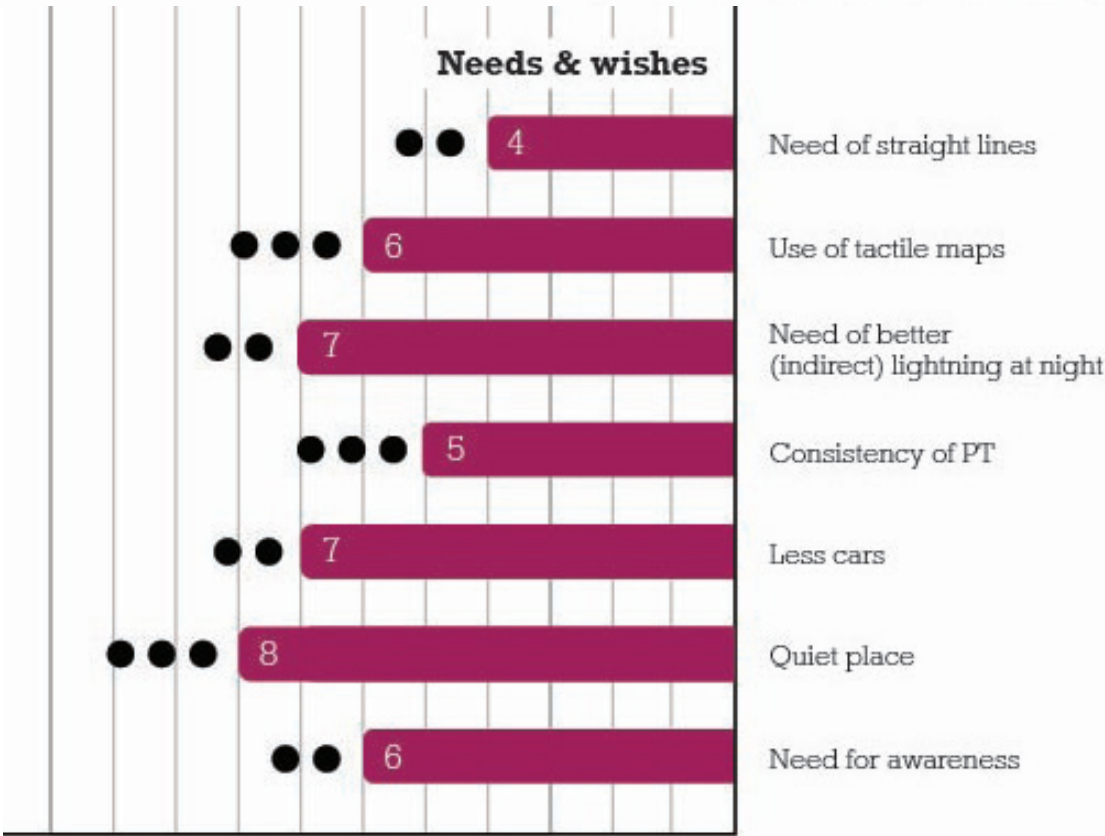 Needs & wishes
4 Need of straight lines
6 Use of tactile maps
7 Need of better
(indirect) lightning at night
5 Consistency of PT
7 Less cars
8 Quiet place
6 Need for awareness